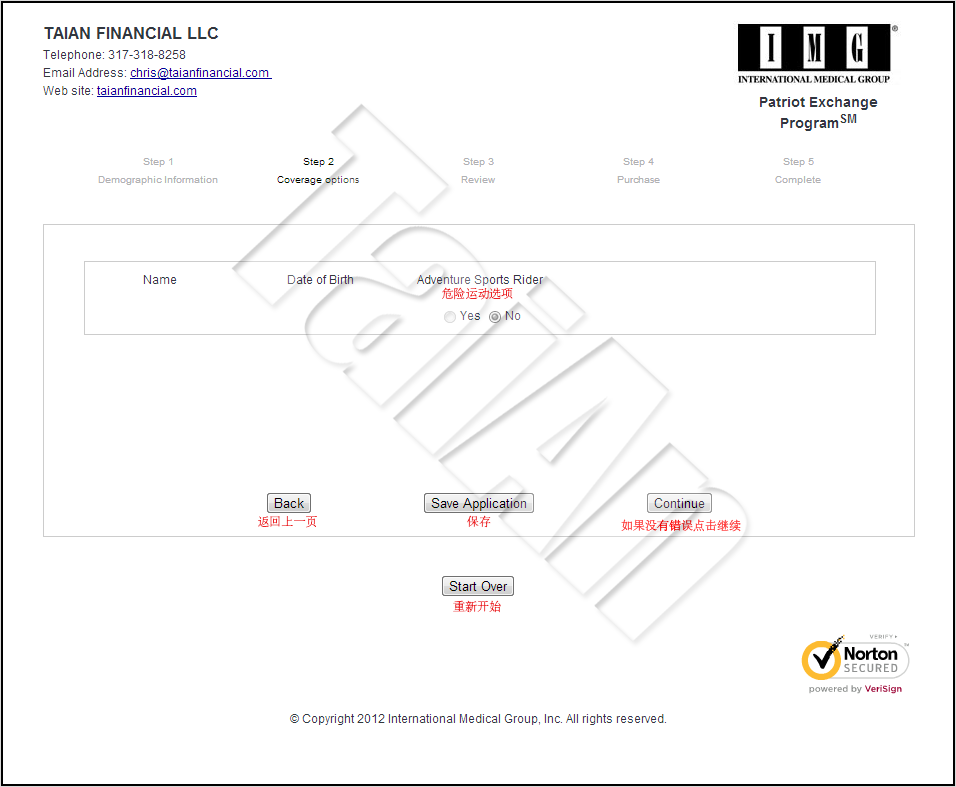 TAIAN FINANCIAL LLC
Telephone: 317-318-8258
Email Address: chris@taianfinancial.com
Web site: taianfinancial.com
IMG®
INTERNATIONAL MEDICAL GROUP
Patriot Exchange
Program SM
Step 1 Step 2 Step 3 Step 4 Step 5
Demographic Information Coverage options Review Purchase Complete
Name Date of Birth Adventure Sports Rider
危险运动选项
Yes No
TaiAn
Back Save Application Continue
返回上一页 保存 如果没有错误点击继续
Start Over
重新开始
VERIFY
Norton
SECURED
powered by VeriSign
© Copyright 2012 International Medical Group, Inc. All rights reserved.